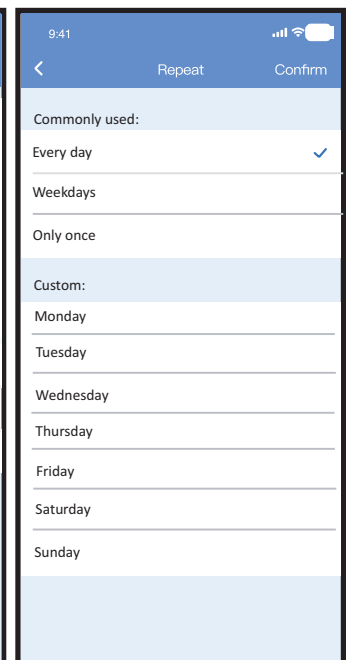 9:41
Repeat Confirm
Commonly used:
Every day
Weekdays
Only once
Custom:
Monday
Tuesday
Wednesday
Thursday
Friday
Saturday
Sunday